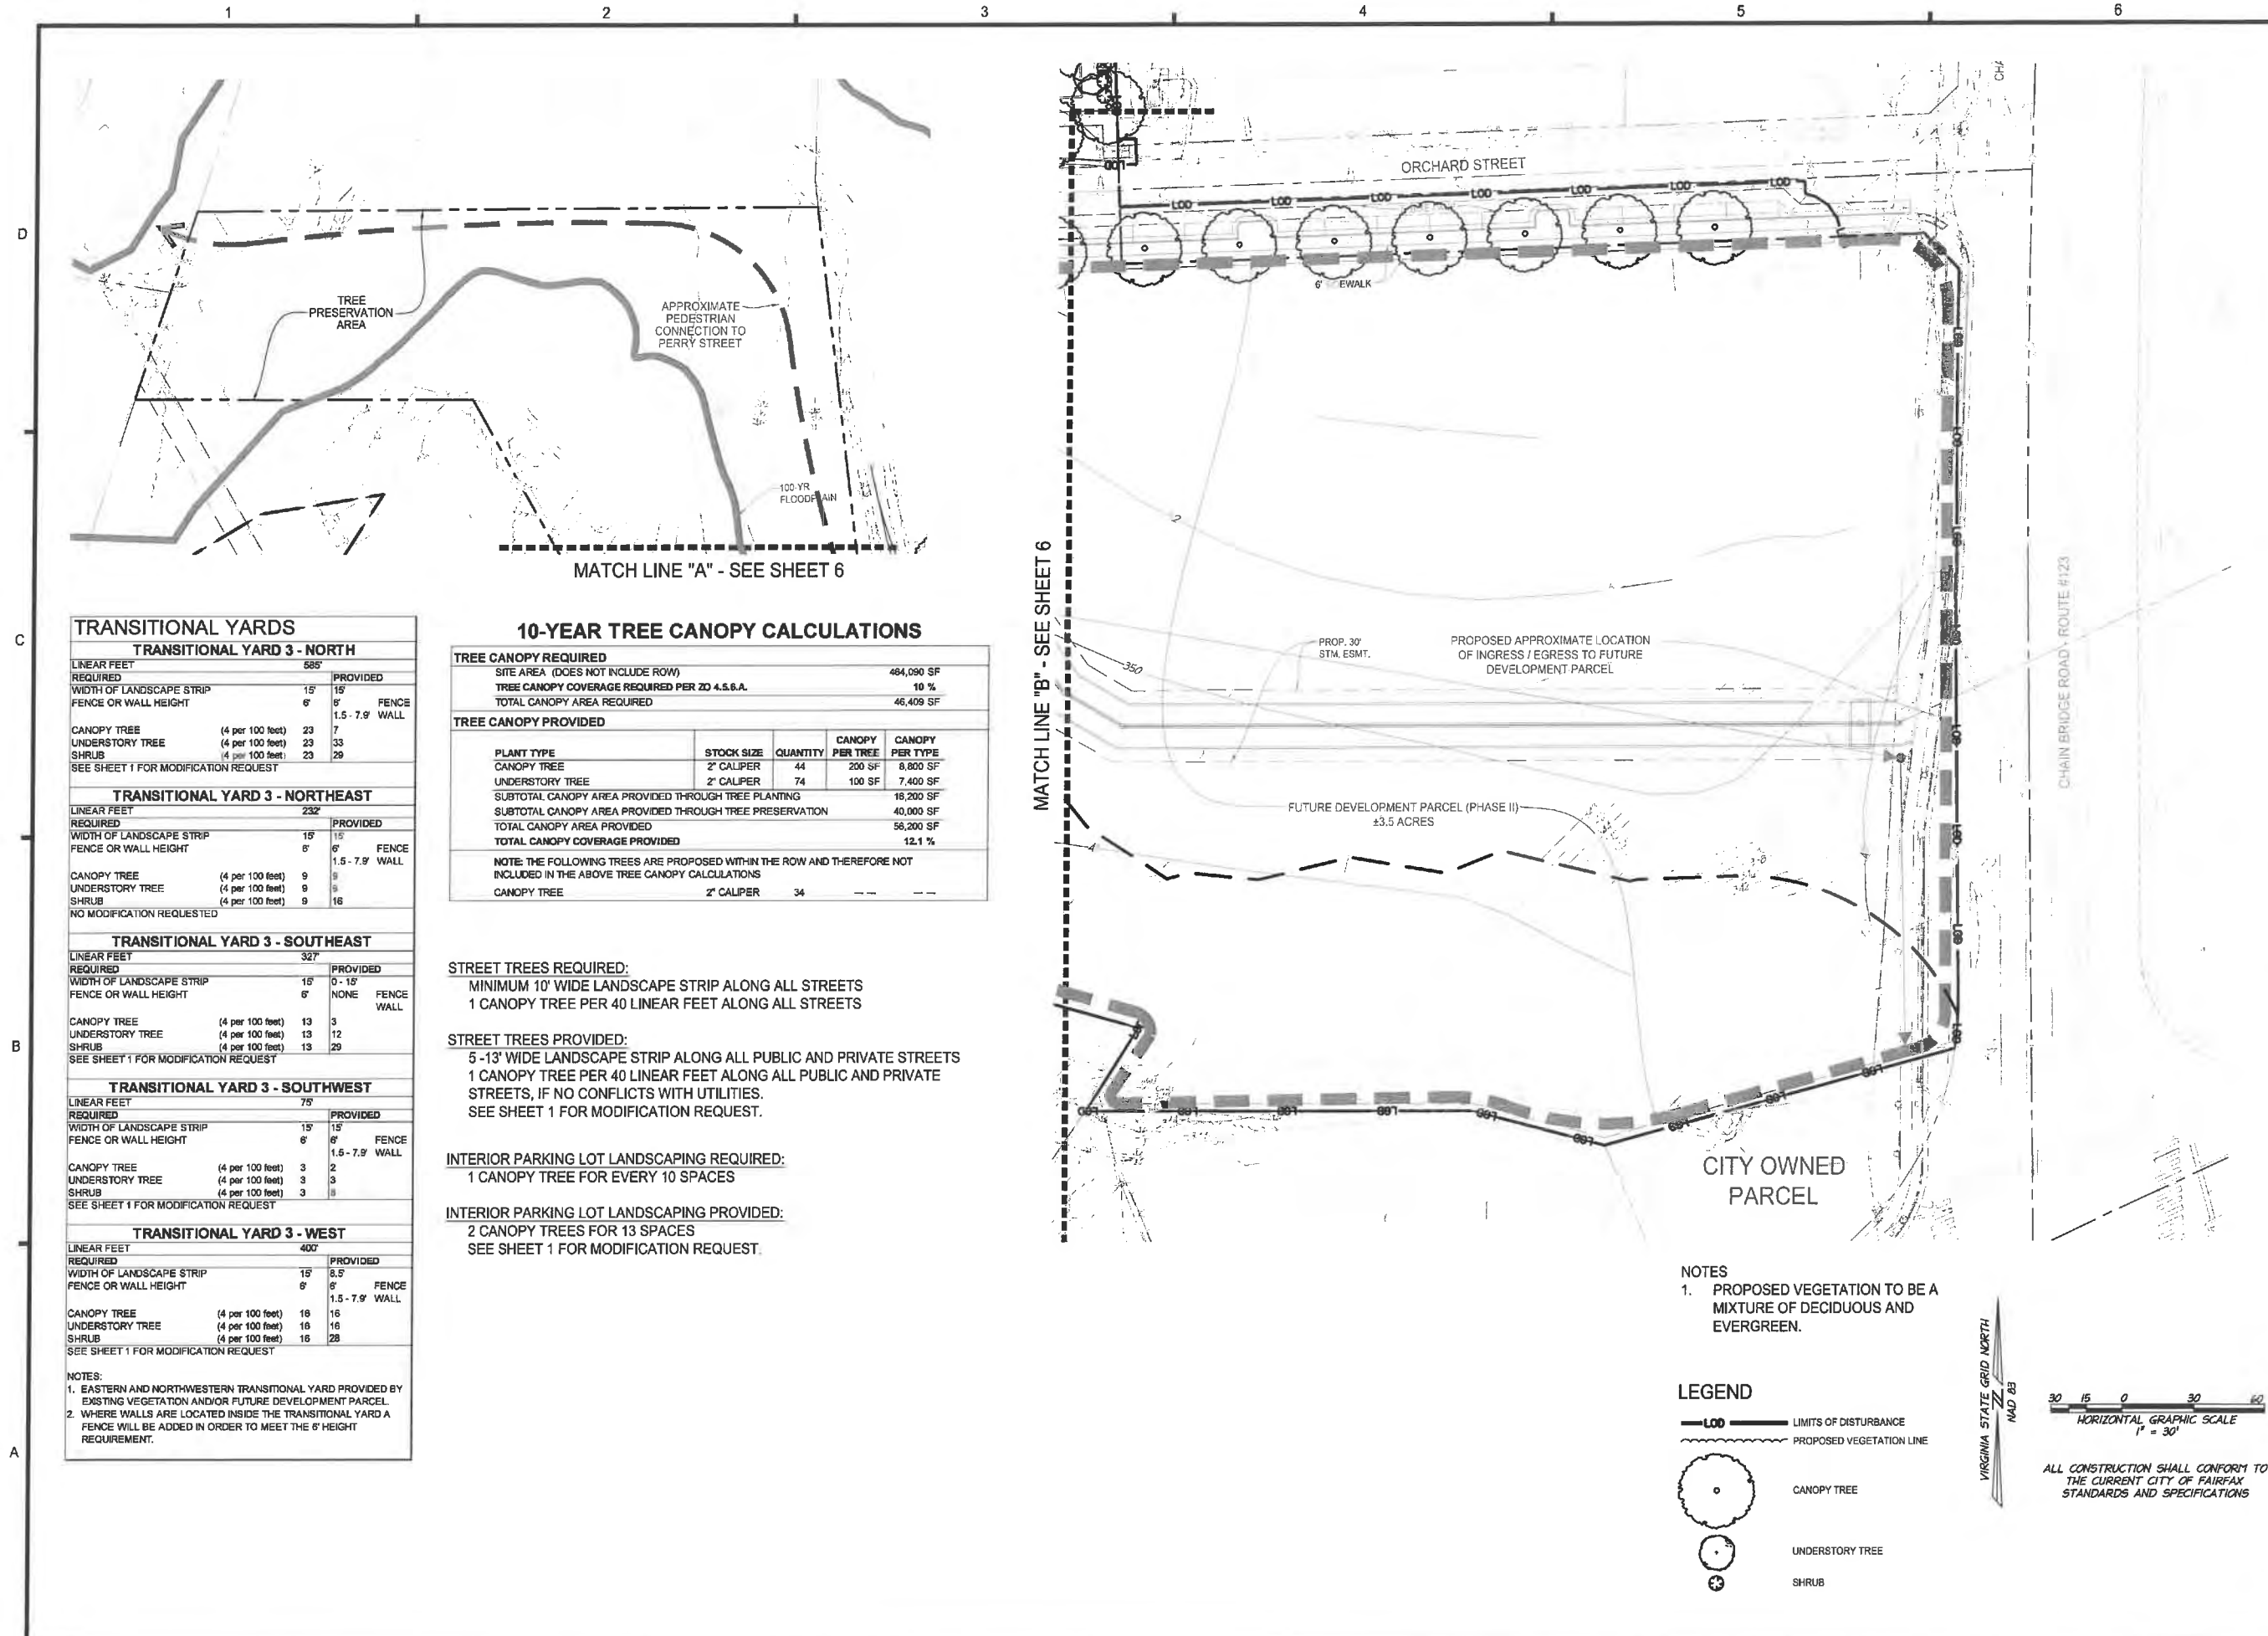 1 2 3 4 5 6
D
C
B
A
TREE
PRESERVATION
AREA
APPROXIMATE
PEDESTRIAN
CONNECTION TO
PERRY STREET
100-YR
MATCH LINE "A" - SEE SHEET 6
TRANSITIONAL YARDS
TRANSITIONAL YARD 3 - NORTH
LINEAR FEET 585'
REQUIRED PROVIDED
WIDTH OF LANDSCAPE STRIP 15' 15'
FENCE OR WALL HEIGHT 6' 6' FENCE
1.5 - 7.9' WALL
CANOPY TREE (4 per 100 feet) 23 7
UNDERSTORY TREE (4 per 100 feet) 23 33
SHRUB (4 per 100 feet) 23 29
SEE SHEET 1 FOR MODIFICATION REQUEST
TRANSITIONAL YARD 3 - NORTHEAST
LINEAR FEET 232'
REQUIRED PROVIDED
WIDTH OF LANDSCAPE STRIP 15' 15'
FENCE OR WALL HEIGHT 6' 6' FENCE
1.5 - 7.9' WALL
CANOPY TREE (4 per 100 feet) 9 9
UNDERSTORY TREE (4 per 100 feet) 9 9
SHRUB (4 per 100 feet) 9 16
NO MODIFICATION REQUESTED
TRANSITIONAL YARD 3 - SOUTHEAST
LINEAR FEET 327'
REQUIRED PROVIDED
WIDTH OF LANDSCAPE STRIP 15' 0 - 15'
FENCE OR WALL HEIGHT 6' NONE FENCE
WALL
CANOPY TREE (4 per 100 feet) 13 3
UNDERSTORY TREE (4 per 100 feet) 13 12
SHRUB (4 per 100 feet) 13 29
SEE SHEET 1 FOR MODIFICATION REQUEST
TRANSITIONAL YARD 3 - SOUTHWEST
LINEAR FEET 75'
REQUIRED PROVIDED
WIDTH OF LANDSCAPE STRIP 15' 15'
FENCE OR WALL HEIGHT 6' 6' FENCE
1.5 - 7.9' WALL
CANOPY TREE (4 per 100 feet) 3 2
UNDERSTORY TREE (4 per 100 feet) 3 3
SHRUB (4 per 100 feet) 3
SEE SHEET 1 FOR MODIFICATION REQUEST
TRANSITIONAL YARD 3 - WEST
LINEAR FEET 400'
REQUIRED PROVIDED
WIDTH OF LANDSCAPE STRIP 15' 8.5'
FENCE OR WALL HEIGHT 6' 6' FENCE
1.5 - 7.9' WALL
CANOPY TREE (4 per 100 feet) 16 16
UNDERSTORY TREE (4 per 100 feet) 16 16
SHRUB (4 per 100 feet) 16 28
SEE SHEET 1 FOR MODIFICATION REQUEST
NOTES:
1. EASTERN AND NORTHWESTERN TRANSITIONAL YARD PROVIDED BY
EXISTING VEGETATION AND/OR FUTURE DEVELOPMENT PARCEL.
2. WHERE WALLS ARE LOCATED INSIDE THE TRANSITIONAL YARD A
FENCE WILL BE ADDED IN ORDER TO MEET THE 6' HEIGHT
REQUIREMENT.
10-YEAR TREE CANOPY CALCULATIONS
TREE CANOPY REQUIRED
SITE AREA (DOES NOT INCLUDE ROW) 464,090 SF
TREE CANOPY COVERAGE REQUIRED PER ZO 4.5.6.A. 10 %
TOTAL CANOPY AREA REQUIRED 46,409 SF
TREE CANOPY PROVIDED
PLANT TYPE STOCK SIZE QUANTITY CANOPY PER TREE CANOPY PER TYPE
CANOPY TREE 2" CALIPER 44 200 SF 8,800 SF
UNDERSTORY TREE 2" CALIPER 74 100 SF 7,400 SF
SUBTOTAL CANOPY AREA PROVIDED THROUGH TREE PLANTING 16,200 SF
SUBTOTAL CANOPY AREA PROVIDED THROUGH TREE PRESERVATION 40,000 SF
TOTAL CANOPY AREA PROVIDED 56,200 SF
TOTAL CANOPY COVERAGE PROVIDED 12.1 %
NOTE: THE FOLLOWING TREES ARE PROPOSED WITHIN THE ROW AND THEREFORE NOT
INCLUDED IN THE ABOVE TREE CANOPY CALCULATIONS
CANOPY TREE 2" CALIPER 34 -- -- -- --
STREET TREES REQUIRED:
MINIMUM 10' WIDE LANDSCAPE STRIP ALONG ALL STREETS
1 CANOPY TREE PER 40 LINEAR FEET ALONG ALL STREETS
STREET TREES PROVIDED:
5 -13' WIDE LANDSCAPE STRIP ALONG ALL PUBLIC AND PRIVATE STREETS
1 CANOPY TREE PER 40 LINEAR FEET ALONG ALL PUBLIC AND PRIVATE
STREETS, IF NO CONFLICTS WITH UTILITIES.
SEE SHEET 1 FOR MODIFICATION REQUEST.
INTERIOR PARKING LOT LANDSCAPING REQUIRED:
1 CANOPY TREE FOR EVERY 10 SPACES
INTERIOR PARKING LOT LANDSCAPING PROVIDED:
2 CANOPY TREES FOR 13 SPACES
SEE SHEET 1 FOR MODIFICATION REQUEST.
MATCH LINE "B" - SEE SHEET 6
ORCHARD STREET
LOD LOD LOD LOD LOD LOD LOD
6'
350
PROP. 30'
STM. ESMT.
PROPOSED APPROXIMATE LOCATION
OF INGRESS / EGRESS TO FUTURE
DEVELOPMENT PARCEL
FUTURE DEVELOPMENT PARCEL (PHASE II)
±3.5 ACRES
CHAIN BRIDGE ROAD - ROUTE #123
CITY OWNED
PARCEL
NOTES
1. PROPOSED VEGETATION TO BE A
MIXTURE OF DECIDUOUS AND
EVERGREEN.
LEGEND
LOD LIMITS OF DISTURBANCE
PROPOSED VEGETATION LINE
CANOPY TREE
UNDERSTORY TREE
SHRUB
VIRGINIA STATE GRID NORTH
NAD 83
30 15 0 30 60
HORIZONTAL GRAPHIC SCALE
1" = 30'
ALL CONSTRUCTION SHALL CONFORM TO
THE CURRENT CITY OF FAIRFAX
STANDARDS AND SPECIFICATIONS